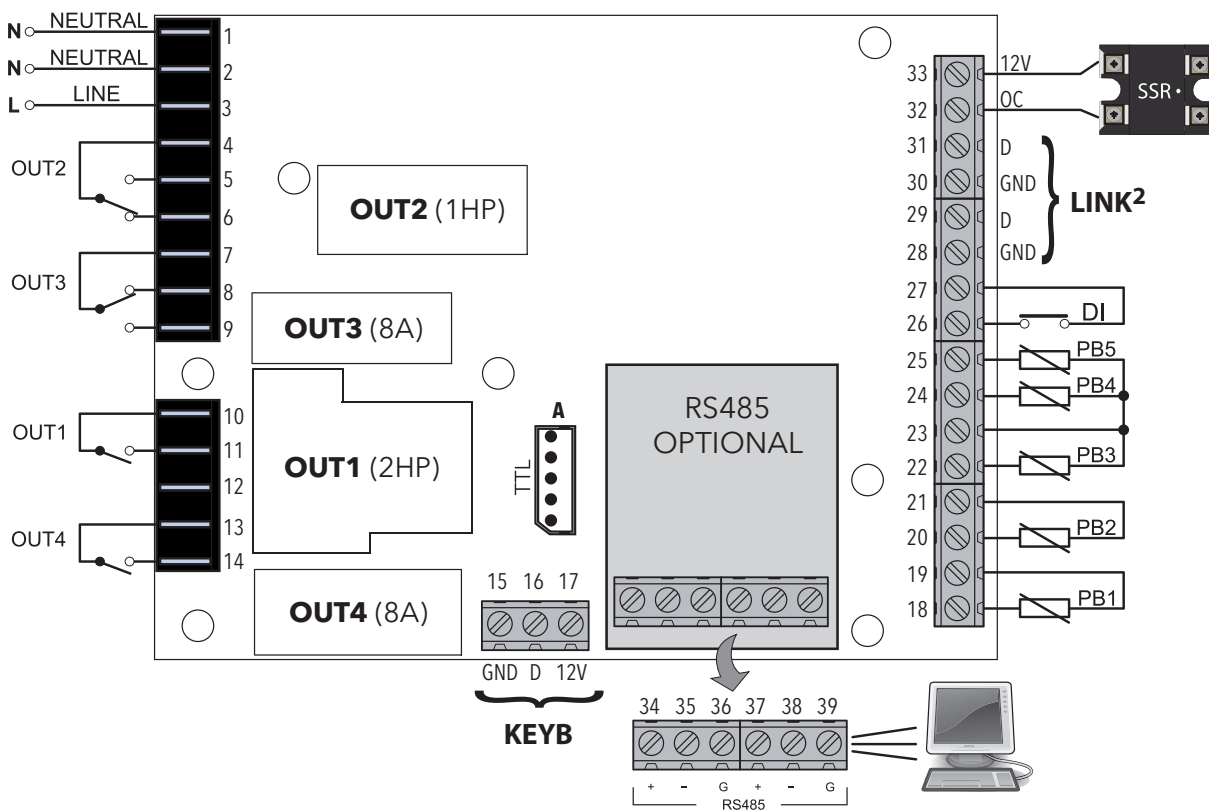 N NEUTRAL 1
N NEUTRAL 2
L LINE 3
4
OUT2 5
6
7
OUT3 8
9
10
OUT1 11
12
13
OUT4 14
OUT2 (1HP)
OUT3 (8A)
OUT1 (2HP)
OUT4 (8A)
A
TTL
RS485
OPTIONAL
15 16 17
GND D 12V
KEYB
34 35 36 37 38 39
+ - G + - G
RS485
33 12V
SSR
32 OC
31 D
30 GND
LINK²
29 D
28 GND
27
26 DI
25 PB5
24 PB4
23
22 PB3
21
20 PB2
19
18 PB1